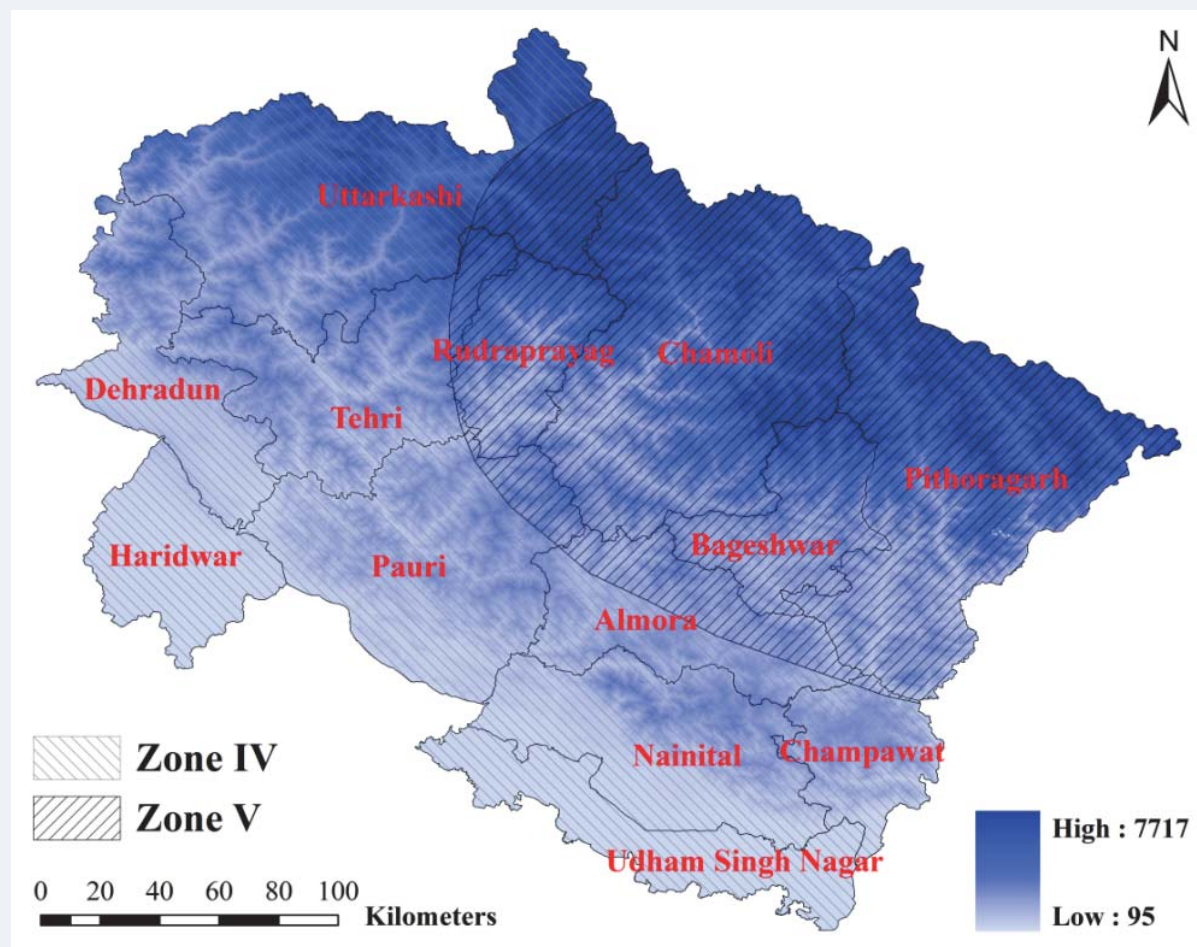 N
Uttarkashi
Rudraprayag
Chamoli
Dehradun
Tehri
Pithoragarh
Haridwar
Pauri
Bageshwar
Almora
Nainital
Champawat
Udham Singh Nagar
Zone IV
Zone V
0 20 40 60 80 100
Kilometers
High : 7717
Low : 95